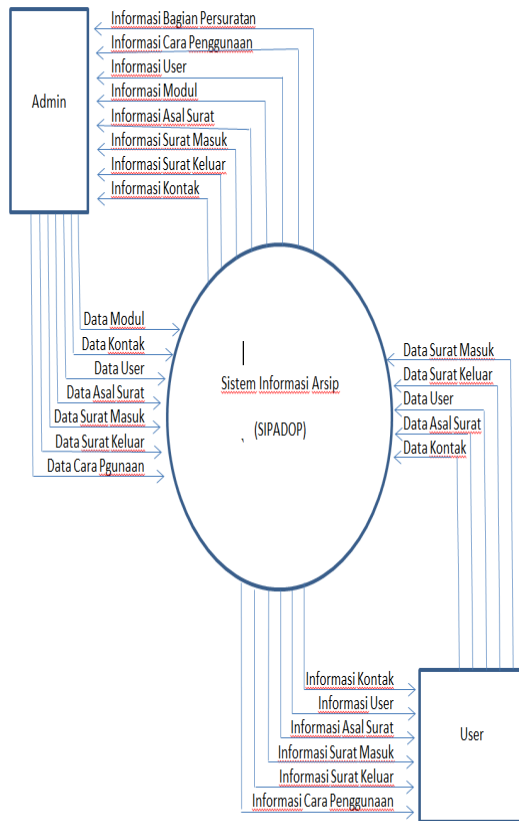 Informasi Bagian Persuratan
Informasi Cara Penggunaan
Informasi User
Informasi Modul
Informasi Asal Surat
Informasi Surat Masuk
Informasi Surat Keluar
Informasi Kontak
Admin
Data Modul
Data Kontak
Data User
Data Asal Surat
Data Surat Masuk
Data Surat Keluar
Data Cara Pgunaan
Sistem Informasi Arsip
(SIPADOP)
Data Surat Masuk
Data Surat Keluar
Data User
Data Asal Surat
Data Kontak
Informasi Kontak
Informasi User
Informasi Asal Surat
Informasi Surat Masuk
Informasi Surat Keluar
Informasi Cara Penggunaan
User